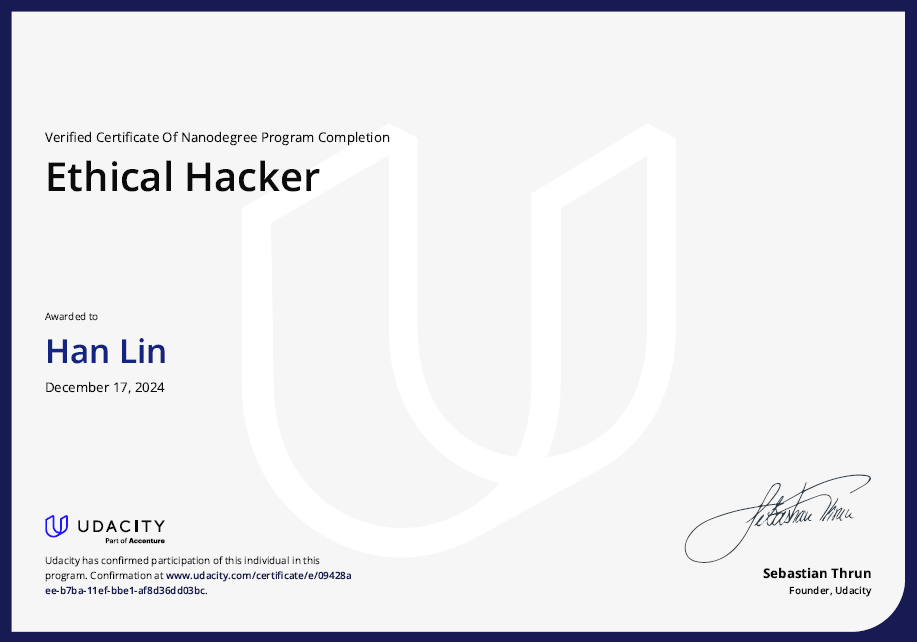 Verified Certificate Of Nanodegree Program Completion
Ethical Hacker
Awarded to
Han Lin
December 17, 2024
UDACITY
Part of Accenture
Udacity has confirmed participation of this individual in this
program. Confirmation at www.udacity.com/certificate/e/09428a
ee-b7ba-11ef-bbe1-af8d36dd03bc.
Sebastian Thrun
Sebastian Thrun
Founder, Udacity